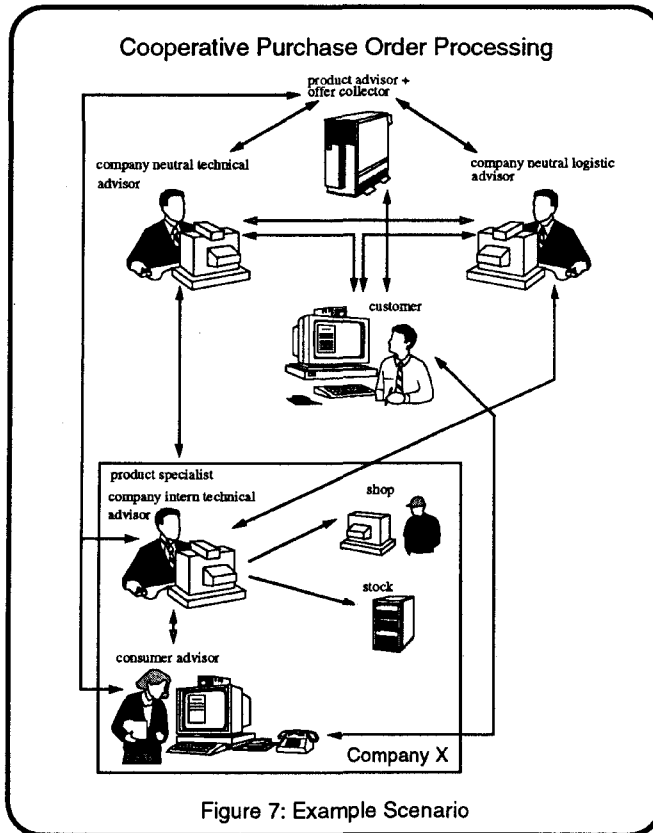 Cooperative Purchase Order Processing
product advisor +
offer collector
company neutral technical
advisor
company neutral logistic
advisor
customer
product specialist
company intern technical
advisor
shop
stock
consumer advisor
Company X
Figure 7: Example Scenario